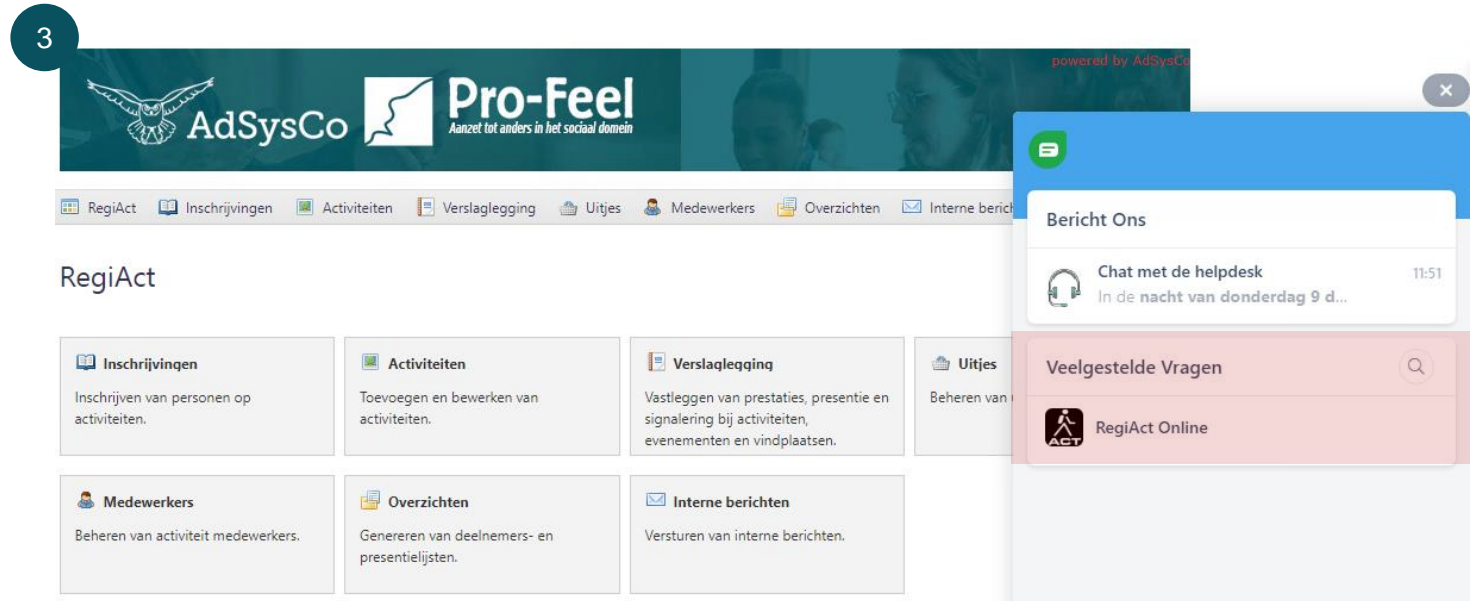 3
powered by AdSysCo
AdSysCo
Pro-Feel
Aanzet tot anders in het sociaal domein
RegiAct Inschrijvingen Activiteiten Verslaglegging Uitjes Medewerkers Overzichten Interne berich
RegiAct
Inschrijvingen
Inschrijven van personen op
activiteiten.
Activiteiten
Toevoegen en bewerken van
activiteiten.
Verslaglegging
Vastleggen van prestaties, presentie en
signalering bij activiteiten,
evenementen en vindplaatsen.
Uitjes
Beheren van
Medewerkers
Beheren van activiteit medewerkers.
Overzichten
Genereren van deelnemers- en
presentielijsten.
Interne berichten
Versturen van interne berichten.
Bericht Ons
Chat met de helpdesk 11:51
In de nacht van donderdag 9 d...
Veelgestelde Vragen
ACT
RegiAct Online